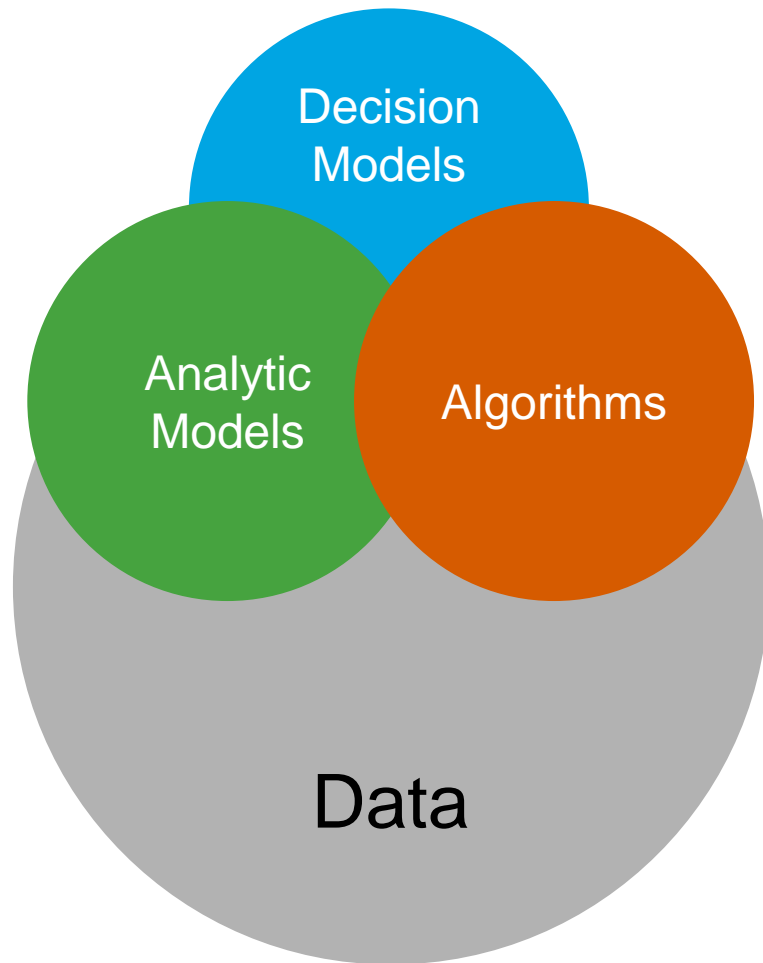 Decision
Models
Analytic
Models
Algorithms
Data